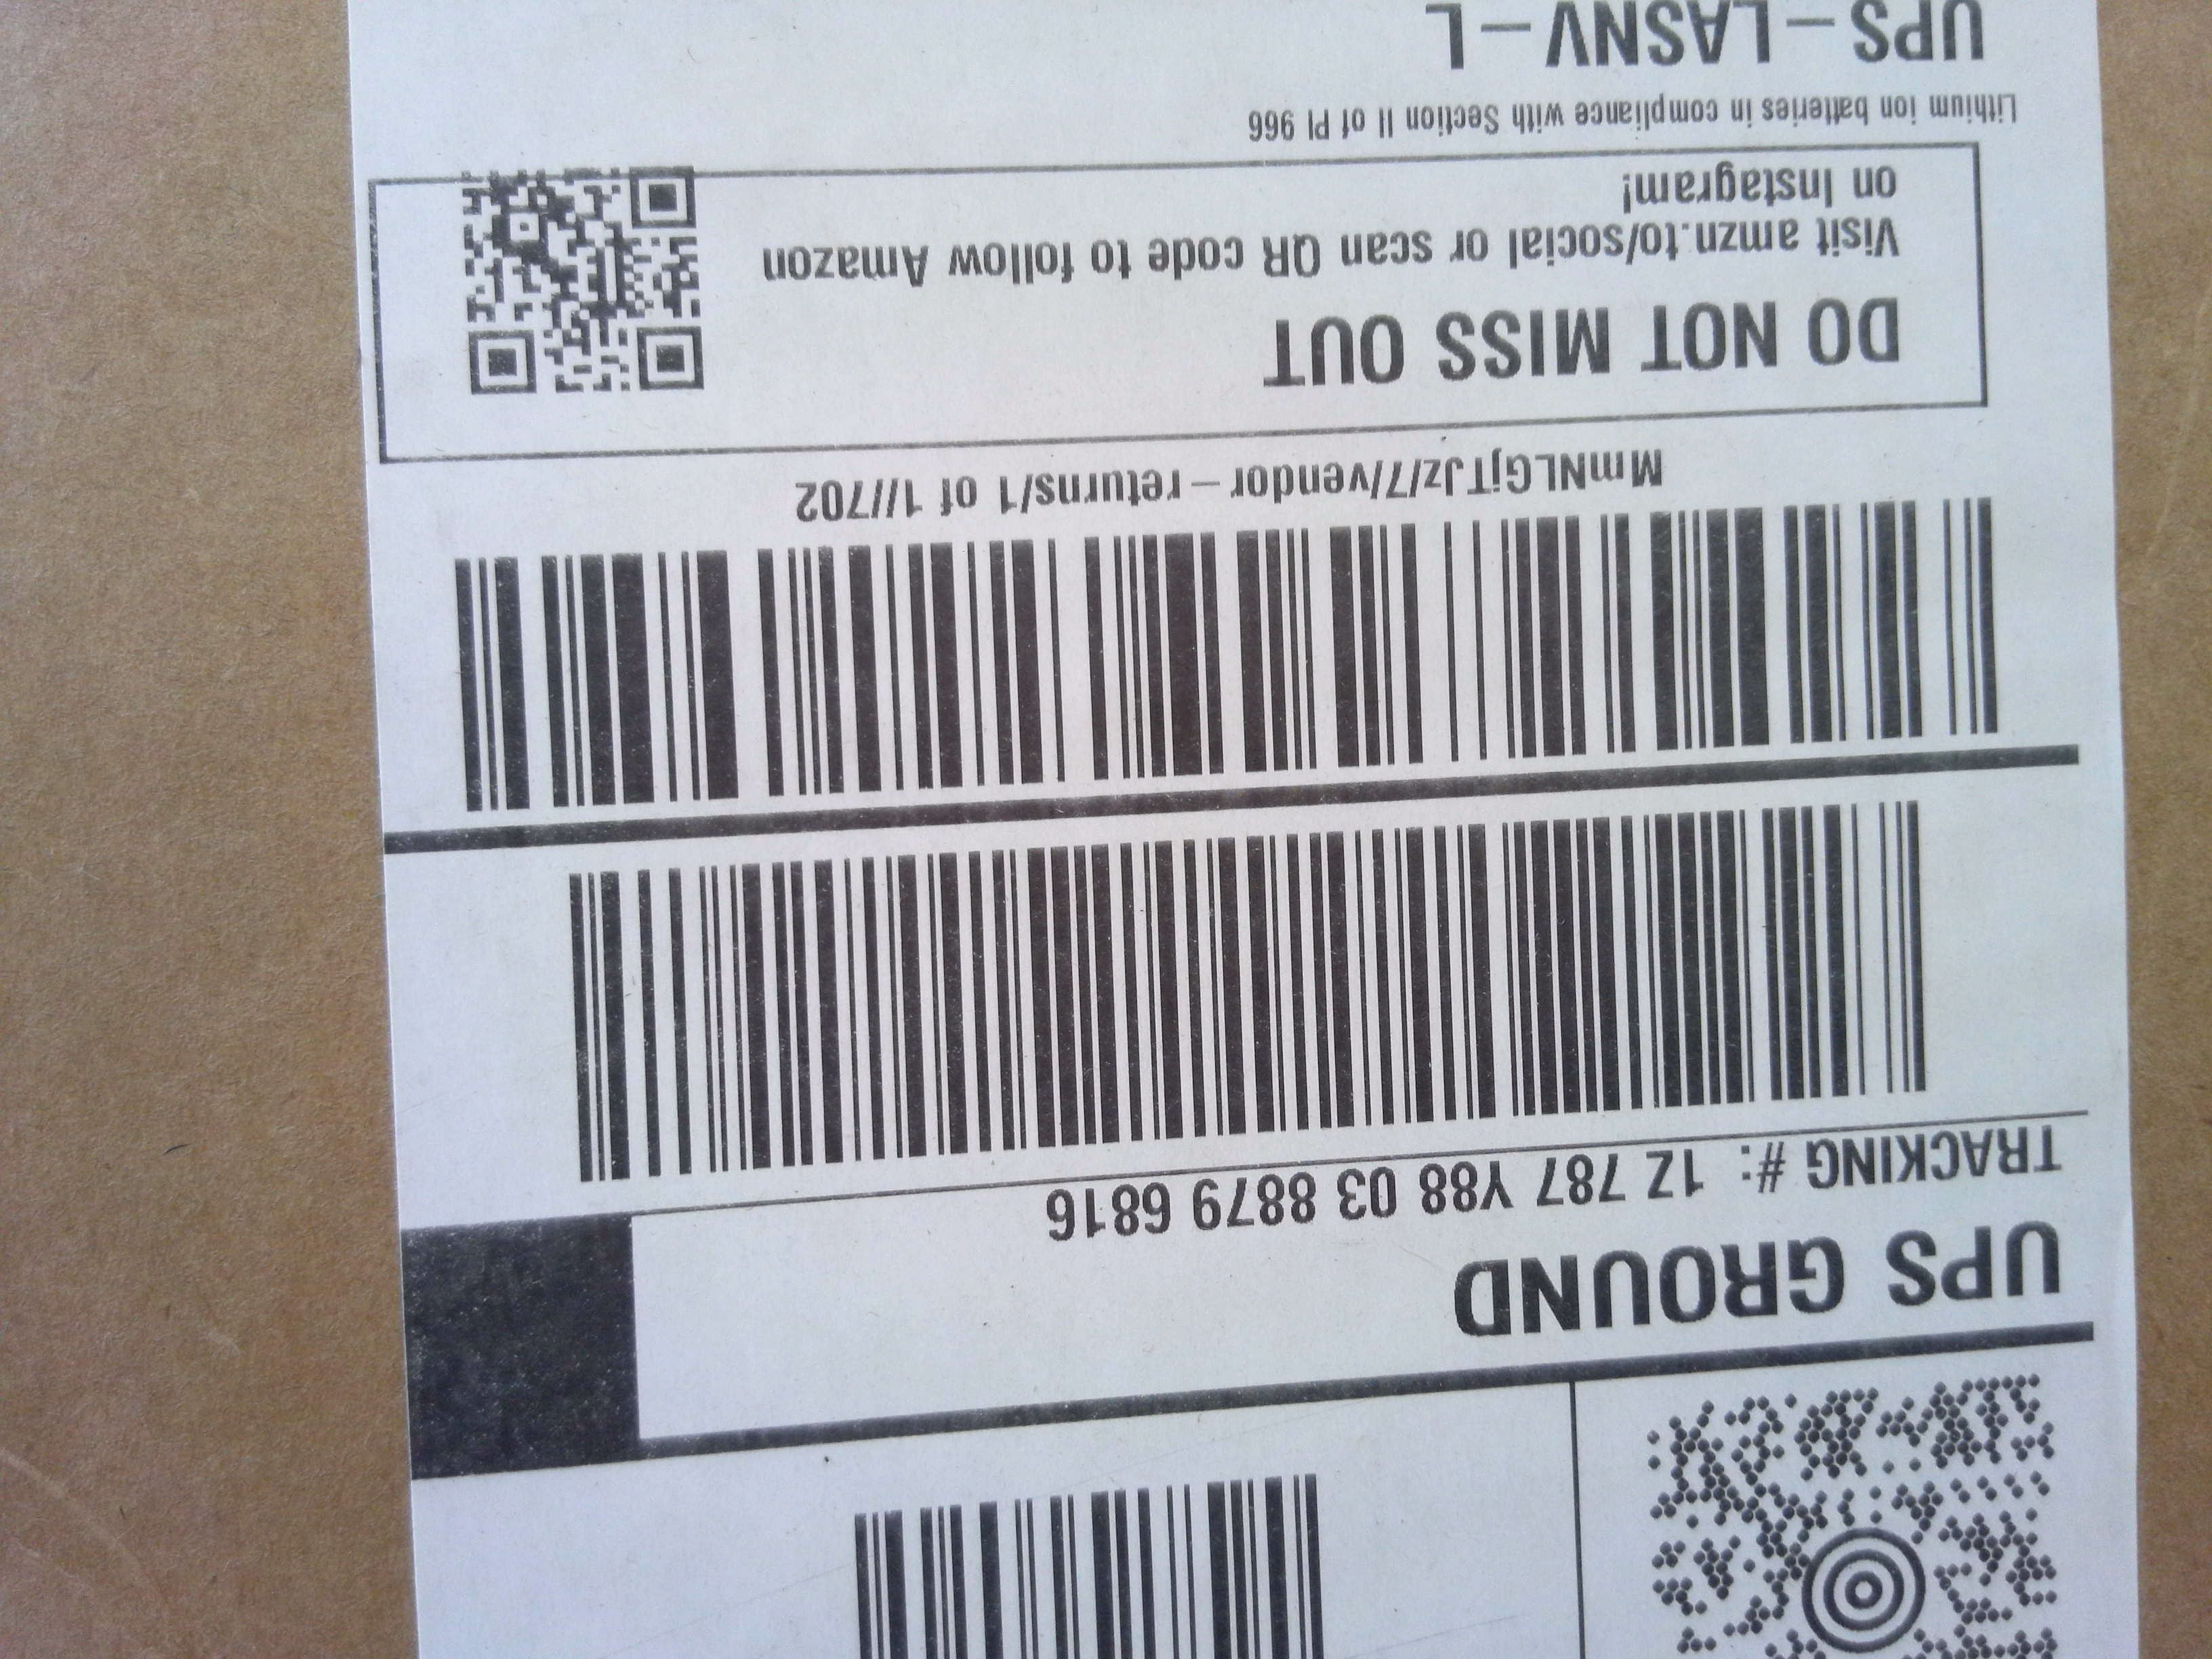 UPS GROUND
TRACKING #: 1Z 787 Y88 03 8879 6816
MmNLGjTJz/7/vendor-returns/1 of 1//702
DO NOT MISS OUT
Visit amzn.to/social or scan QR code to follow Amazon
on Instagram!
Lithium ion batteries in compliance with Section II of PI 966
UPS-LASNV-L